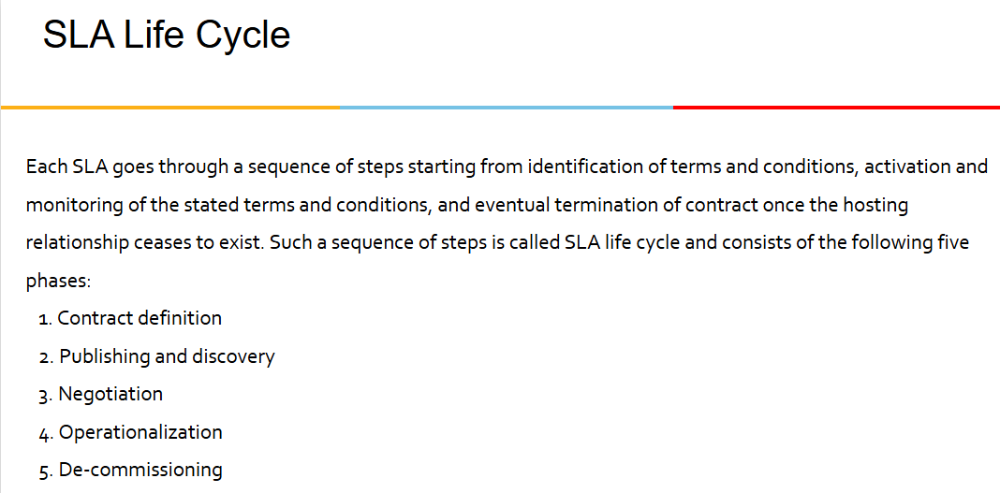 SLA Life Cycle
Each SLA goes through a sequence of steps starting from identification of terms and conditions, activation and
monitoring of the stated terms and conditions, and eventual termination of contract once the hosting
relationship ceases to exist. Such a sequence of steps is called SLA life cycle and consists of the following five
phases:
1. Contract definition
2. Publishing and discovery
3. Negotiation
4. Operationalization
5. De-commissioning